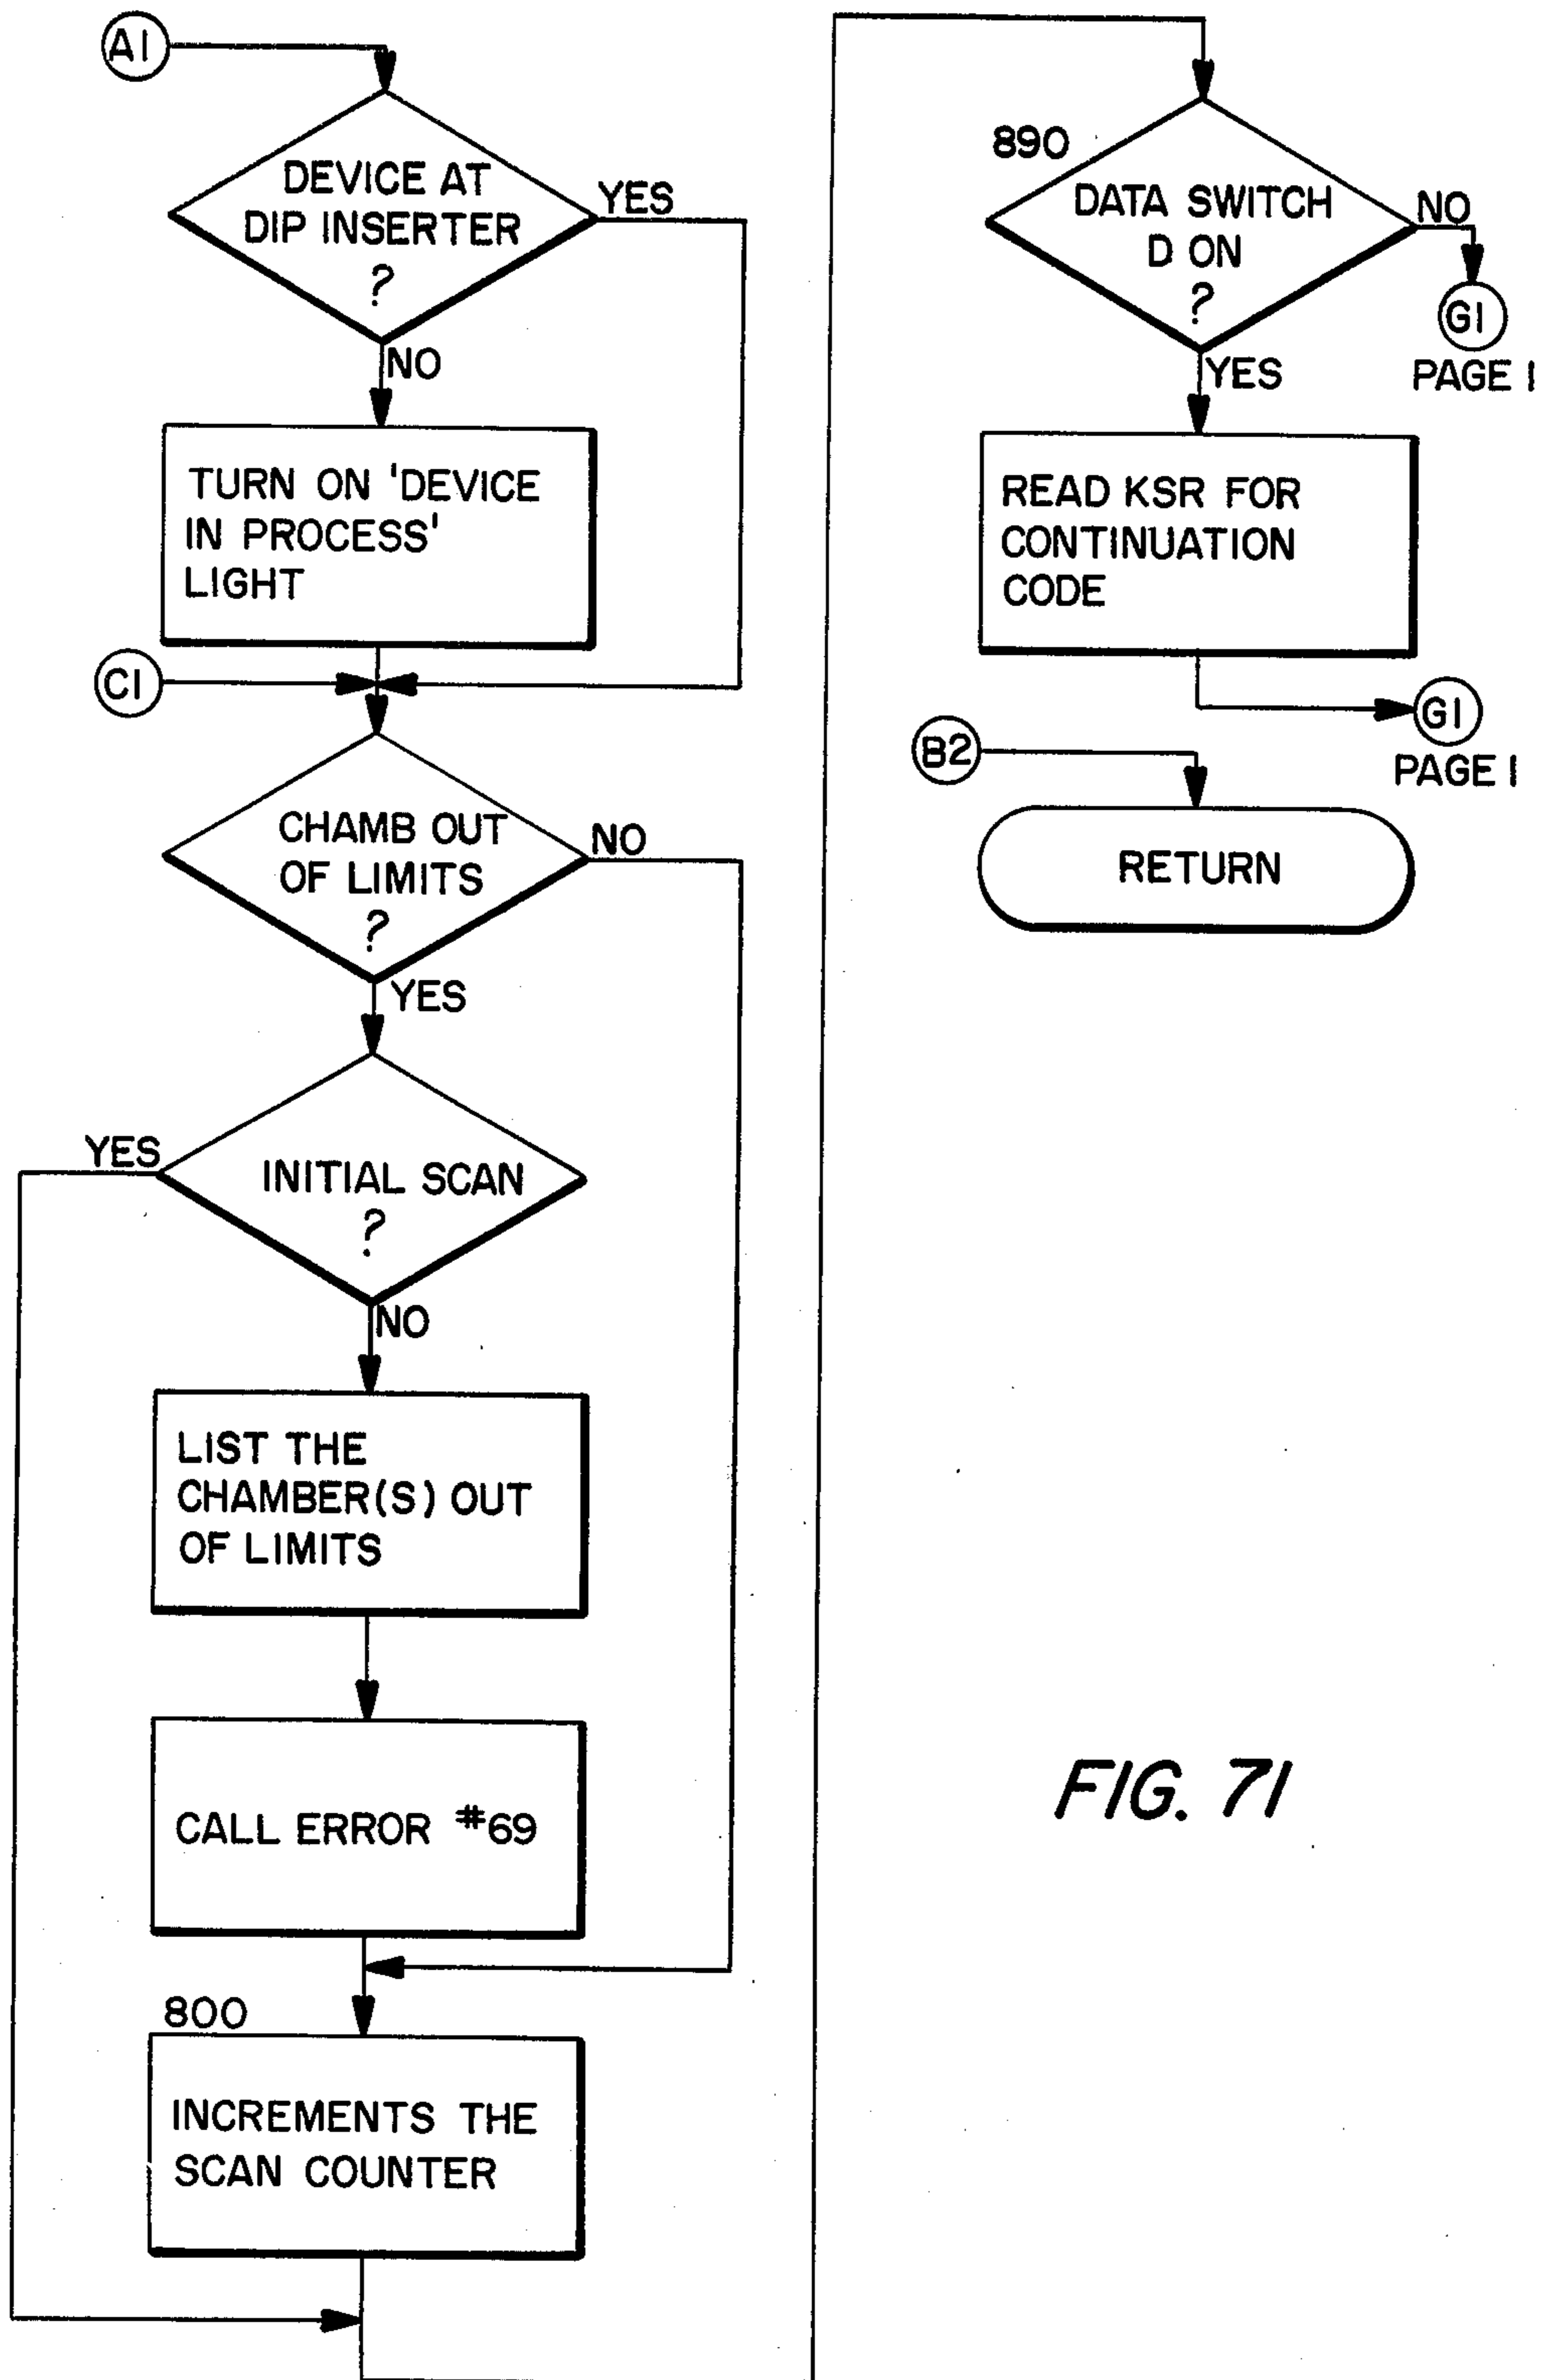 A1
DEVICE AT
DIP INSERTER
?
YES
NO
TURN ON 'DEVICE
IN PROCESS'
LIGHT
C1
CHAMB OUT
OF LIMITS
?
NO
YES
INITIAL SCAN
?
YES
NO
LIST THE
CHAMBER(S) OUT
OF LIMITS
CALL ERROR #69
800
INCREMENTS THE
SCAN COUNTER
890
DATA SWITCH
D ON
?
NO
G1
PAGE 1
YES
READ KSR FOR
CONTINUATION
CODE
G1
PAGE 1
B2
RETURN
FIG. 71